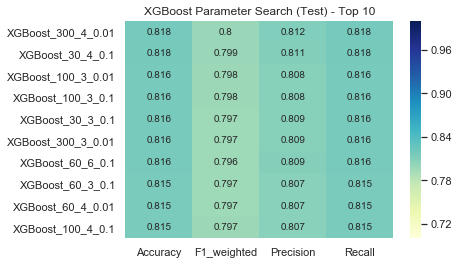 XGBoost Parameter Search (Test) - Top 10
XGBoost_300_4_0.01 0.818 0.8 0.812 0.818
XGBoost_30_4_0.1 0.818 0.799 0.811 0.818
XGBoost_100_3_0.01 0.816 0.798 0.808 0.816
XGBoost_100_3_0.1 0.816 0.798 0.808 0.816
XGBoost_30_3_0.1 0.816 0.797 0.809 0.816
XGBoost_300_3_0.01 0.816 0.797 0.809 0.816
XGBoost_60_6_0.1 0.816 0.796 0.809 0.816
XGBoost_60_3_0.1 0.815 0.797 0.807 0.815
XGBoost_60_4_0.01 0.815 0.797 0.807 0.815
XGBoost_100_4_0.1 0.815 0.797 0.807 0.815
Accuracy F1_weighted Precision Recall
0.96
0.90
0.84
0.78
0.72